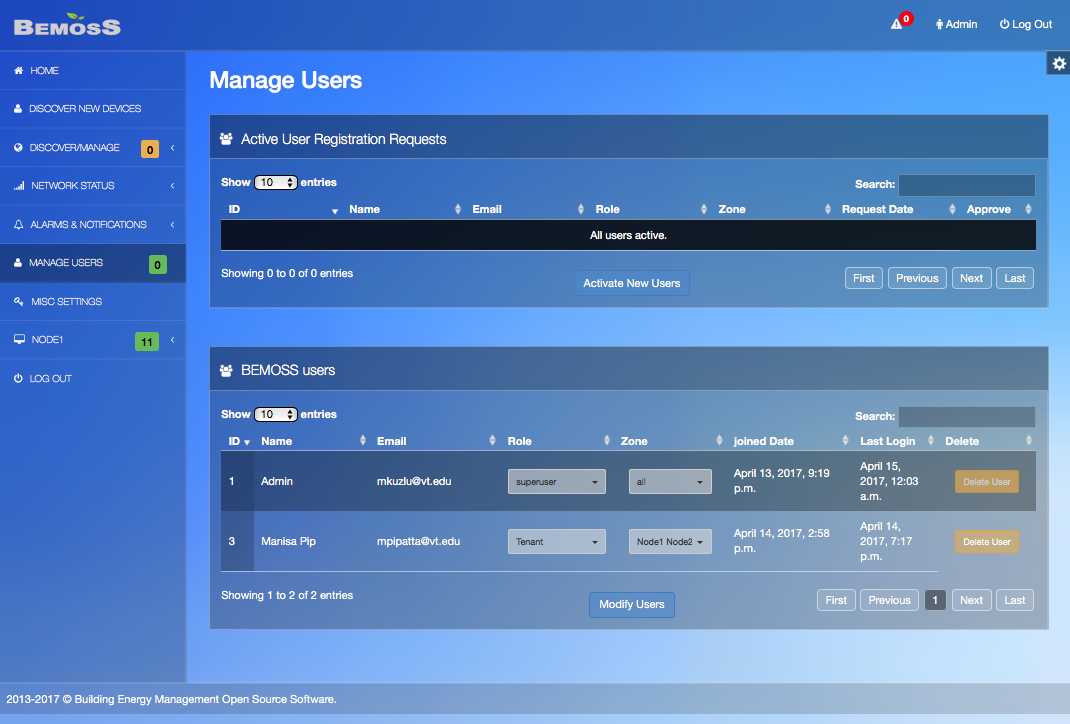 BEMOSS
0
Admin
Log Out
HOME
DISCOVER NEW DEVICES
DISCOVER/MANAGE 0
NETWORK STATUS
ALARMS & NOTIFICATIONS
MANAGE USERS 0
MISC SETTINGS
NODE1 11
LOG OUT
Manage Users
Active User Registration Requests
Show 10 entries
Search:
ID Name Email Role Zone Request Date Approve
All users active.
Showing 0 to 0 of 0 entries
Activate New Users
First Previous Next Last
BEMOSS users
Show 10 entries
Search:
ID Name Email Role Zone joined Date Last Login Delete
1 Admin mkuzlu@vt.edu superuser all
April 13, 2017, 9:19
p.m.
April 15,
2017, 12:03
a.m.
Delete User
3 Manisa Pip mpipatta@vt.edu Tenant Node1 Node2
April 14, 2017, 2:58
p.m.
April 14,
2017, 7:17
p.m.
Delete User
Showing 1 to 2 of 2 entries
Modify Users
First Previous 1 Next Last
2013-2017 © Building Energy Management Open Source Software.